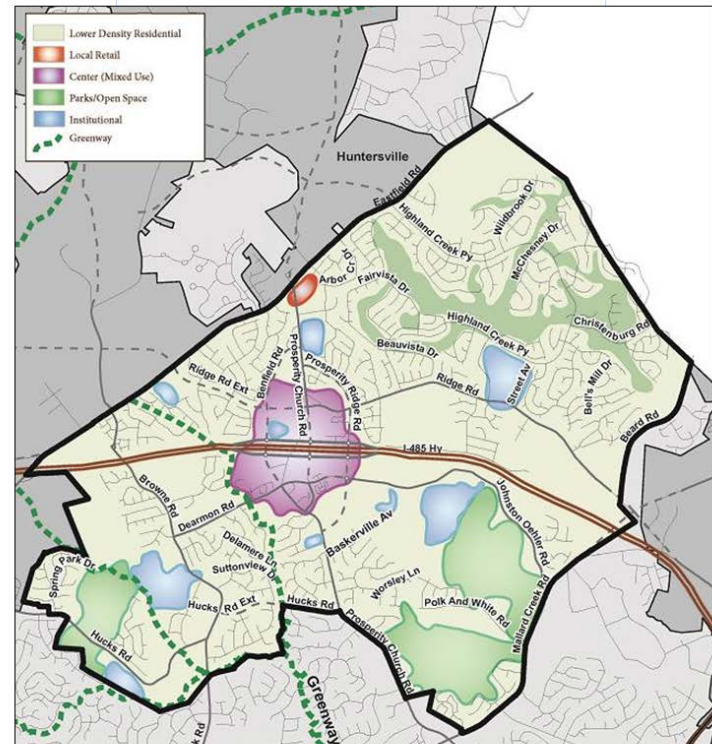 Lower Density Residential
Local Retail
Center (Mixed Use)
Parks/Open Space
Institutional
Greenway
Huntersville
Eastfield Rd
Highland Creek Py
Wildbrook Dr
McChesney Dr
Arbor Cr Dr
Fairvista Dr
Christenburg Rd
Highland Creek Py
Beauvista Dr
Benfield Rd
Prosperity Church Rd
Prosperity Ridge Rd
Ridge Rd Ext
Ridge Rd
Street Av
Bell's Mill Dr
Beard Rd
I-485 Hy
Browne Rd
Dearmon Rd
Johnston Oehler Rd
Baskerville Av
Delamere Ln
Suttonview Dr
Spring Park Dr
Worsley Ln
Hucks Rd Ext
Hucks Rd
Polk And White Rd
Mallard Creek Rd
Prosperity Church Rd
Hucks Rd
Greenway
k Rd